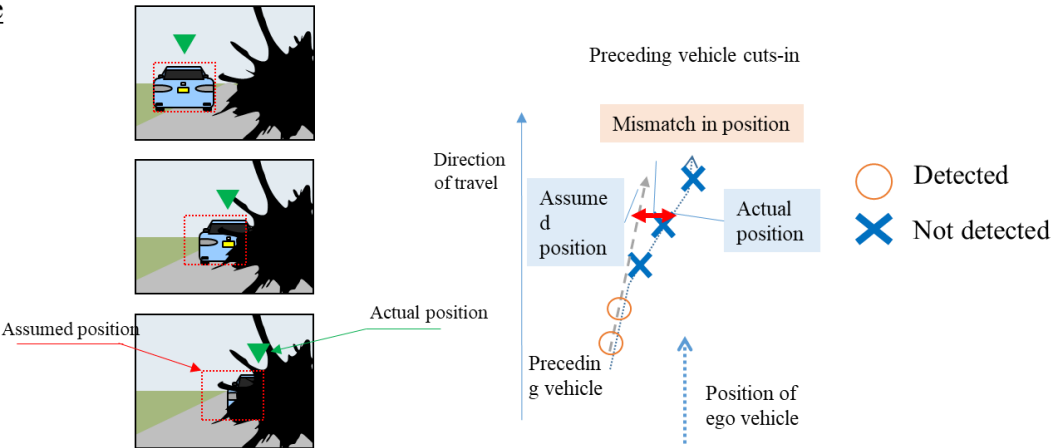 Preceding vehicle cuts-in
Mismatch in position
Direction
of travel
Assume
d
position
Actual
position
Detected
Not detected
Assumed position
Actual position
Precedin
g vehicle
Position of
ego vehicle